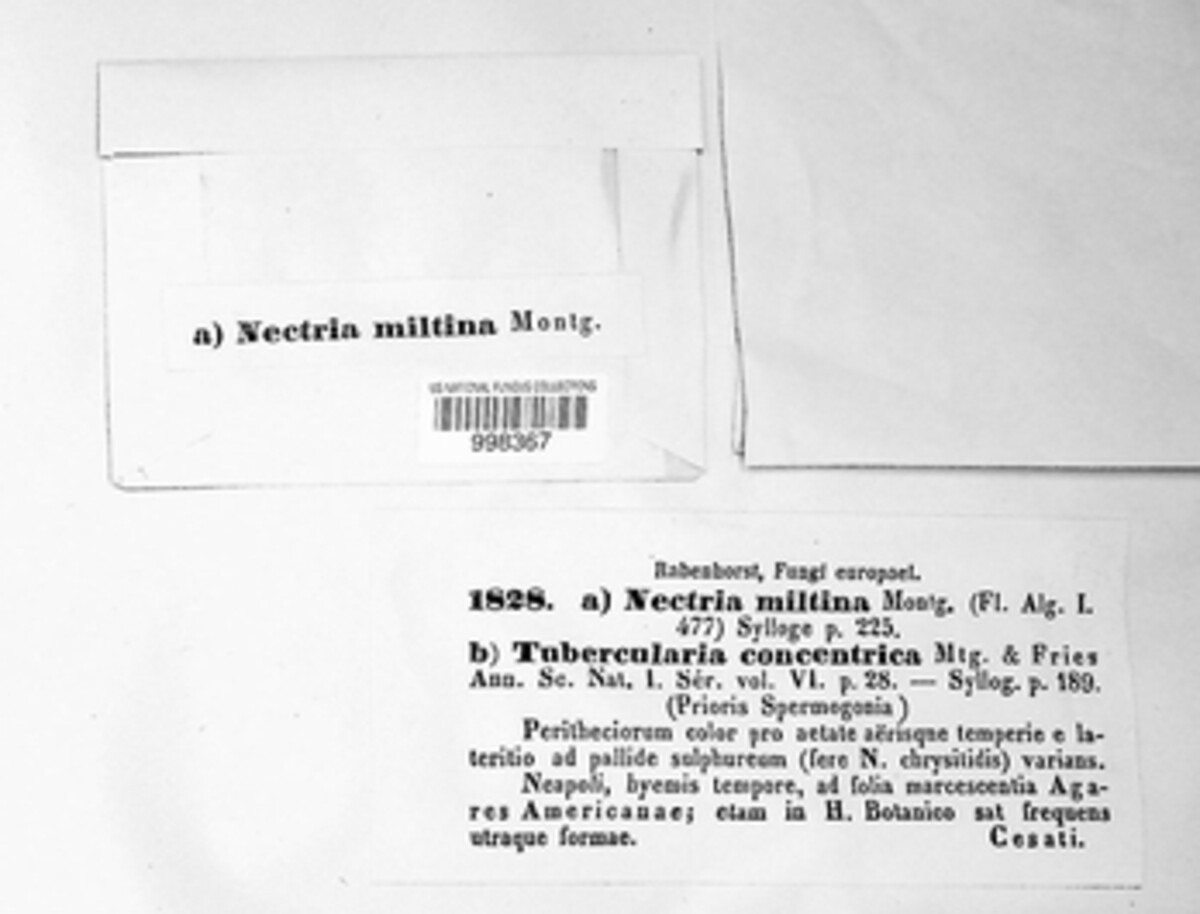 a) Nectria miltina Montg.
US NATIONAL FUNGUS COLLECTIONS
998367
Rabenhorst, Fungi europaei.
1828. a) Nectria miltina Montg. (Fl. Alg. I.
477) Sylloge p. 225.
b) Tubercularia concentrica Mtg. & Fries
Ann. Sc. Nat. I. Sér. vol. VI. p. 28. — Syllog. p. 189.
(Prioris Spermogonia)
Peritheciorum color pro aetate aërisque temperie e la-
teritio ad pallide sulphureum (fere N. chrysitidis) varians.
Neapoli, hyemis tempore, ad folia marcescentia Aga-
res Americanae; etam in H. Botanico sat frequens
utraque formae. Cesati.